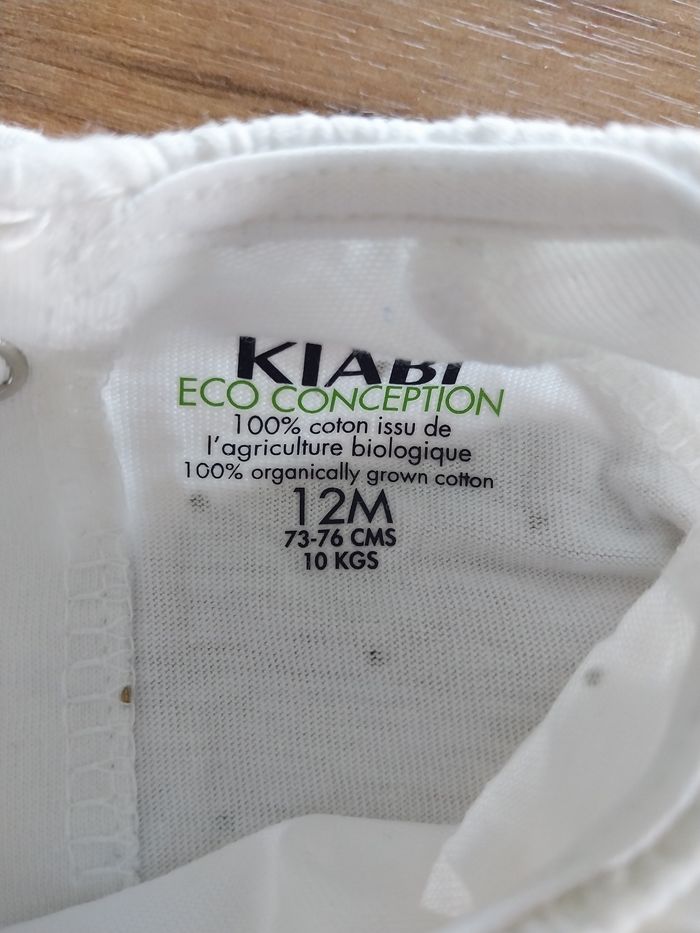 KIABI
ECO CONCEPTION
100% coton issu de
l'agriculture biologique
100% organically grown cotton
12M
73-76 CMS
10 KGS